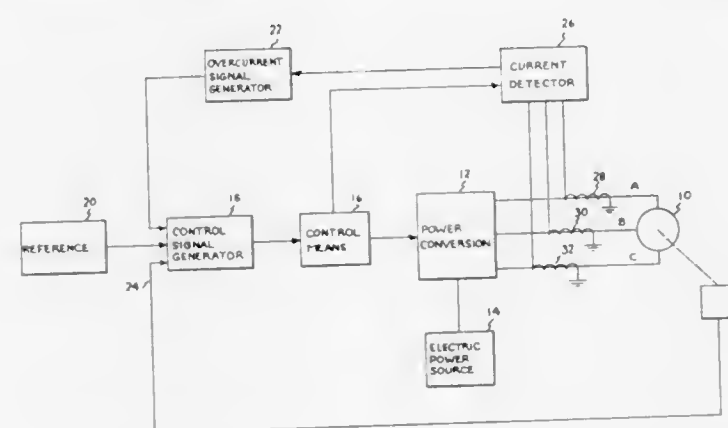 22
OVERCURRENT
SIGNAL
GENERATOR
26
CURRENT
DETECTOR
20
REFERENCE
18
CONTROL
SIGNAL
GENERATOR
24
16
CONTROL
MEANS
12
POWER
CONVERSION
28
A
30
B
32
C
10
14
ELECTRIC
POWER
SOURCE